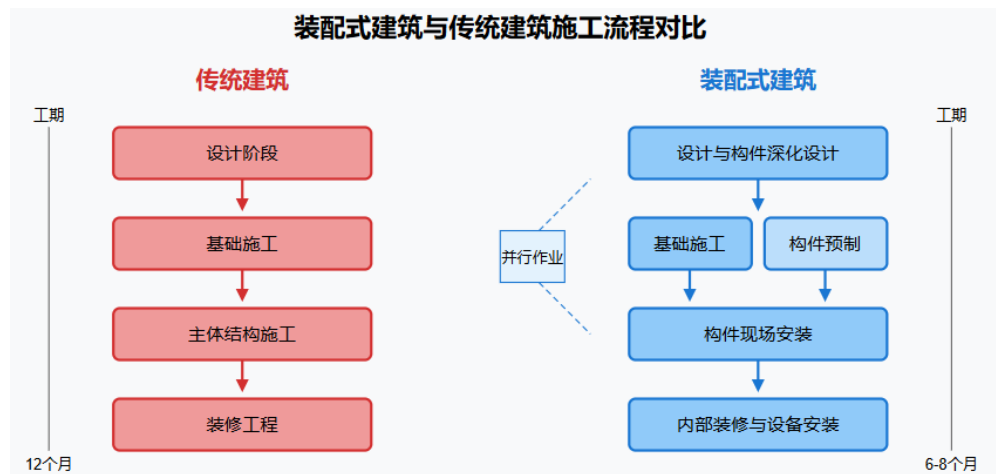 装配式建筑与传统建筑施工流程对比
传统建筑
装配式建筑
工期
工期
设计阶段
设计与构件深化设计
基础施工
并行作业
基础施工
构件预制
主体结构施工
构件现场安装
装修工程
内部装修与设备安装
12个月
6-8个月